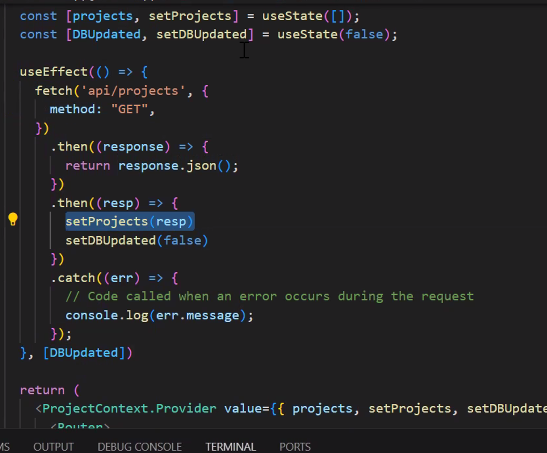 const [projects, setProjects] = useState([]);
const [DBUpdated, setDBUpdated] = useState(false);
useEffect(() => {
fetch('api/projects', {
method: "GET",
})
.then((response) => {
return response.json();
})
.then((resp) => {
setProjects(resp)
setDBUpdated(false)
})
.catch((err) => {
// Code called when an error occurs during the request
console.log(err.message);
});
}, [DBUpdated])
return (
<ProjectContext.Provider value={{ projects, setProjects, setDBUpdate
<Router>
MS OUTPUT DEBUG CONSOLE TERMINAL PORTS